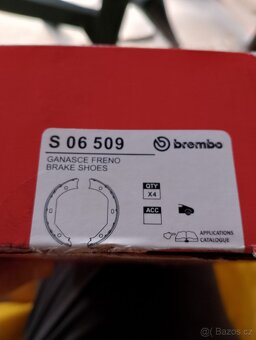 S 06 509
brembo
GANASCE FRENO
BRAKE SHOES
QTY
X4
ACC
APPLICATIONS
CATALOGUE
© Bazos.cz